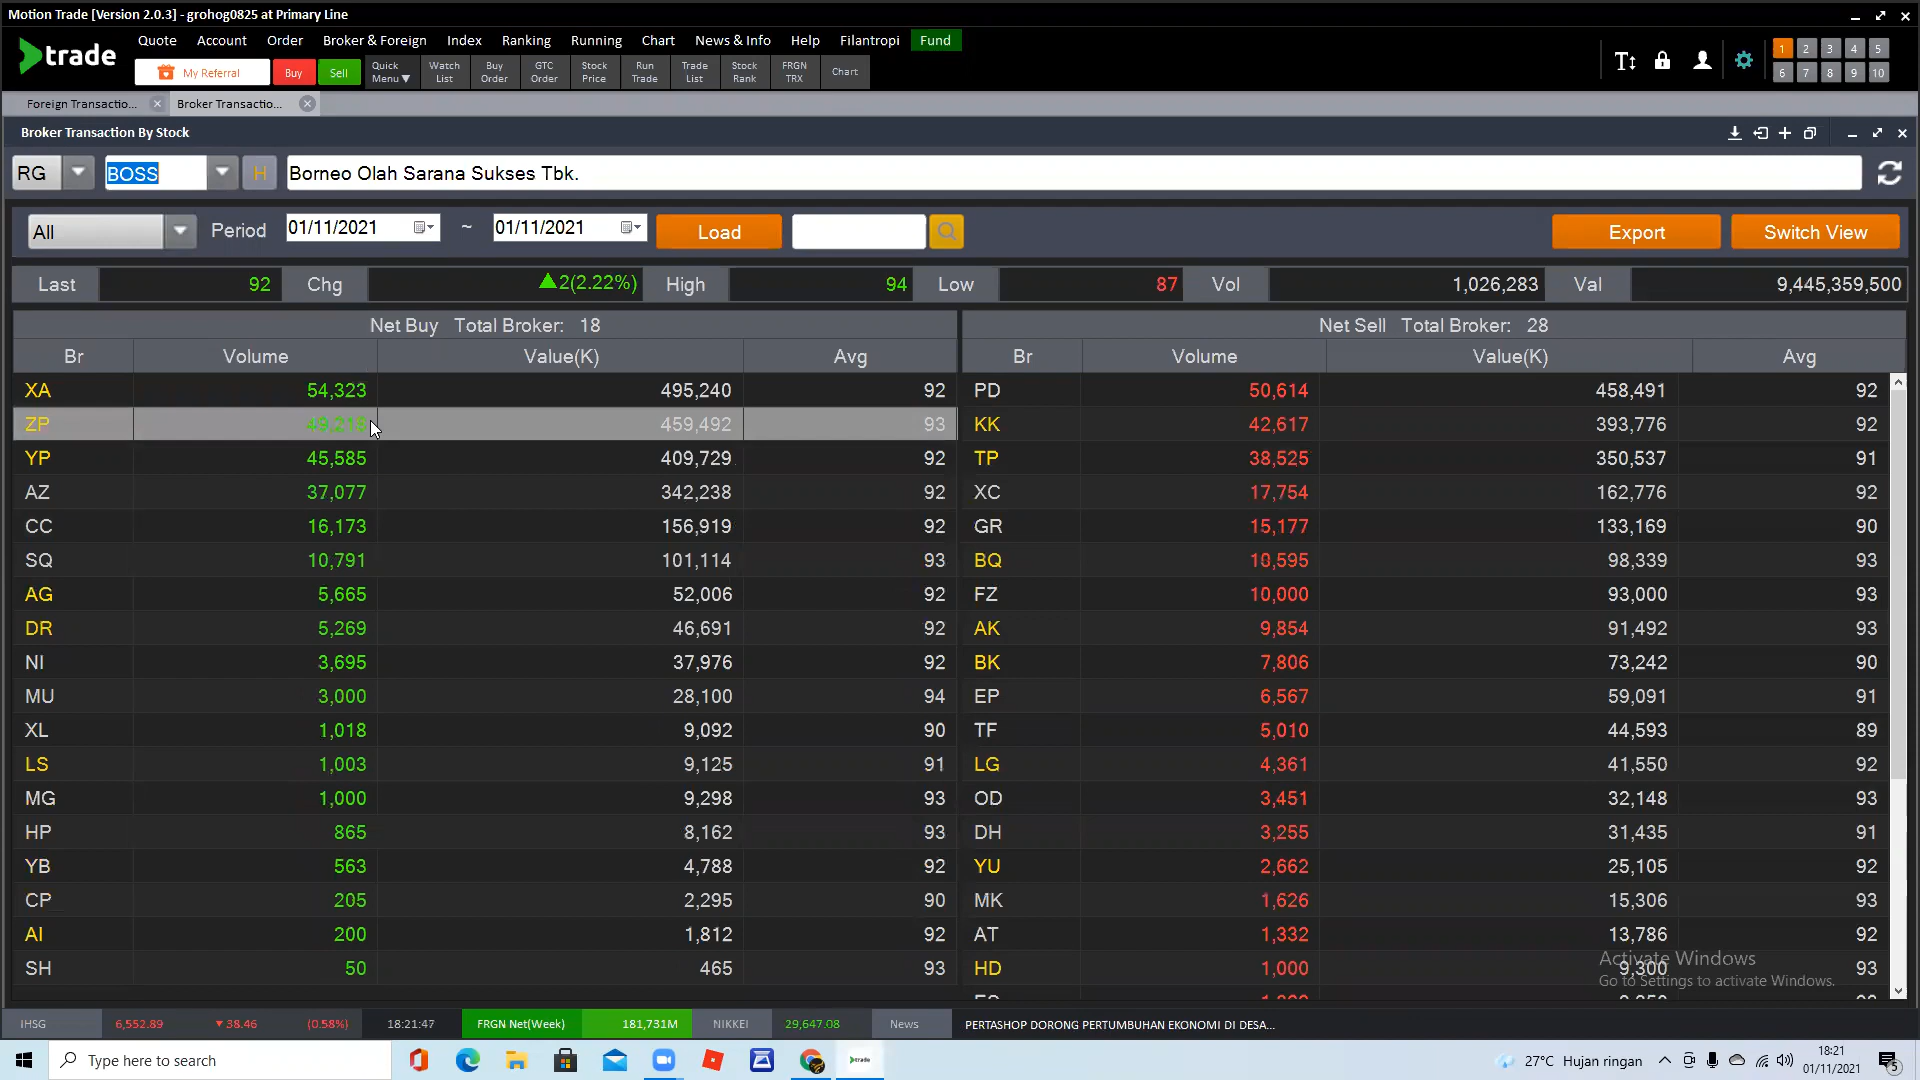 Motion Trade [Version 2.0.3] - grohog0825 at Primary Line
trade
Quote Account Order Broker & Foreign Index Ranking Running Chart News & Info Help Filantropi Fund
My Referral Buy Sell Quick Menu▼ Watch List Buy Order GTC Order Stock Price Run Trade Trade List Stock Rank FRGN TRX Chart
1 2 3 4 5
6 7 8 9 10
Foreign Transactio... Broker Transactio...
Broker Transaction By Stock
RG BOSS H Borneo Olah Sarana Sukses Tbk.
All Period 01/11/2021 ~ 01/11/2021 Load Export Switch View
Last 92 Chg ▲2(2.22%) High 94 Low 87 Vol 1,026,283 Val 9,445,359,500
Net Buy Total Broker: 18 Net Sell Total Broker: 28
Br Volume Value(K) Avg Br Volume Value(K) Avg
XA 54,323 495,240 92 PD 50,614 458,491 92
ZP 49,219 459,492 93 KK 42,617 393,776 92
YP 45,585 409,729 92 TP 38,525 350,537 91
AZ 37,077 342,238 92 XC 17,754 162,776 92
CC 16,173 156,919 92 GR 15,177 133,169 90
SQ 10,791 101,114 93 BQ 10,595 98,339 93
AG 5,665 52,006 92 FZ 10,000 93,000 93
DR 5,269 46,691 92 AK 9,854 91,492 93
NI 3,695 37,976 92 BK 7,806 73,242 90
MU 3,000 28,100 94 EP 6,567 59,091 91
XL 1,018 9,092 90 TF 5,010 44,593 89
LS 1,003 9,125 91 LG 4,361 41,550 92
MG 1,000 9,298 93 OD 3,451 32,148 93
HP 865 8,162 93 DH 3,255 31,435 91
YB 563 4,788 92 YU 2,662 25,105 92
CP 205 2,295 90 MK 1,626 15,306 93
AI 200 1,812 92 AT 1,332 13,786 92
SH 50 465 93 HD 1,000 9,300 93
Activate Windows
Go to Settings to activate Windows.
IHSG 6,552.89 ▼38.46 (0.58%) 18:21:47 FRGN Net(Week) 181,731M NIKKEI 29,647.08 News PERTASHOP DORONG PERTUMBUHAN EKONOMI DI DESA...
Type here to search 27°C Hujan ringan 18:21
01/11/2021 5